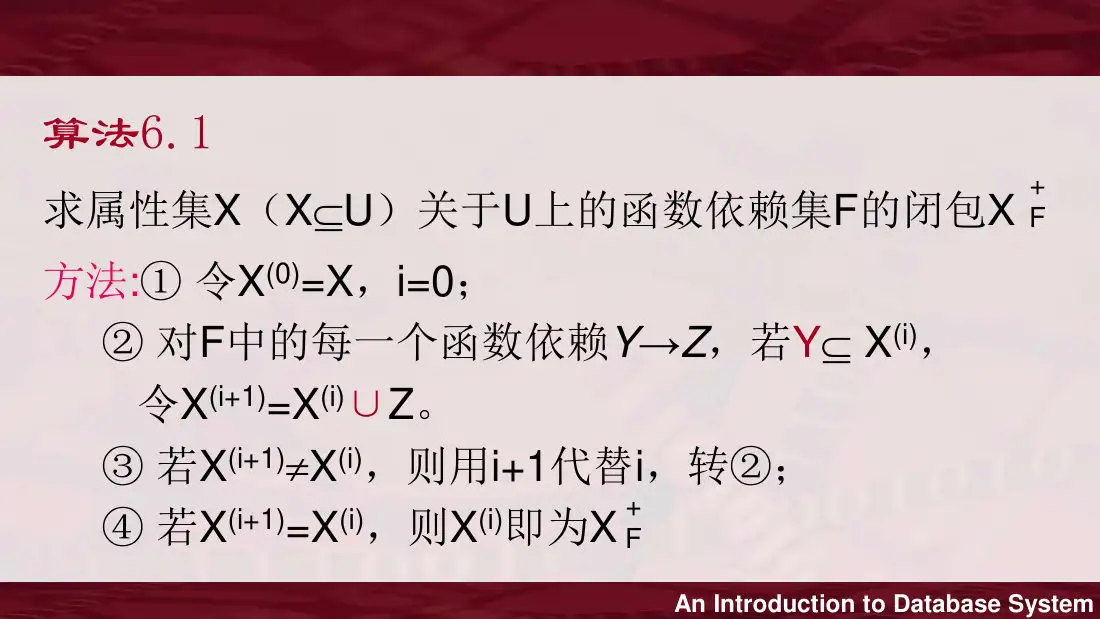 算法6.1
求属性集X（X⊆U）关于U上的函数依赖集F的闭包X⁺F
方法:① 令X⁽⁰⁾=X，i=0；
② 对F中的每一个函数依赖Y→Z，若Y⊆ X⁽ⁱ⁾，
令X⁽ⁱ⁺¹⁾=X⁽ⁱ⁾∪Z。
③ 若X⁽ⁱ⁺¹⁾≠X⁽ⁱ⁾，则用i+1代替i，转②；
④ 若X⁽ⁱ⁺¹⁾=X⁽ⁱ⁾，则X⁽ⁱ⁾即为X⁺F
An Introduction to Database System